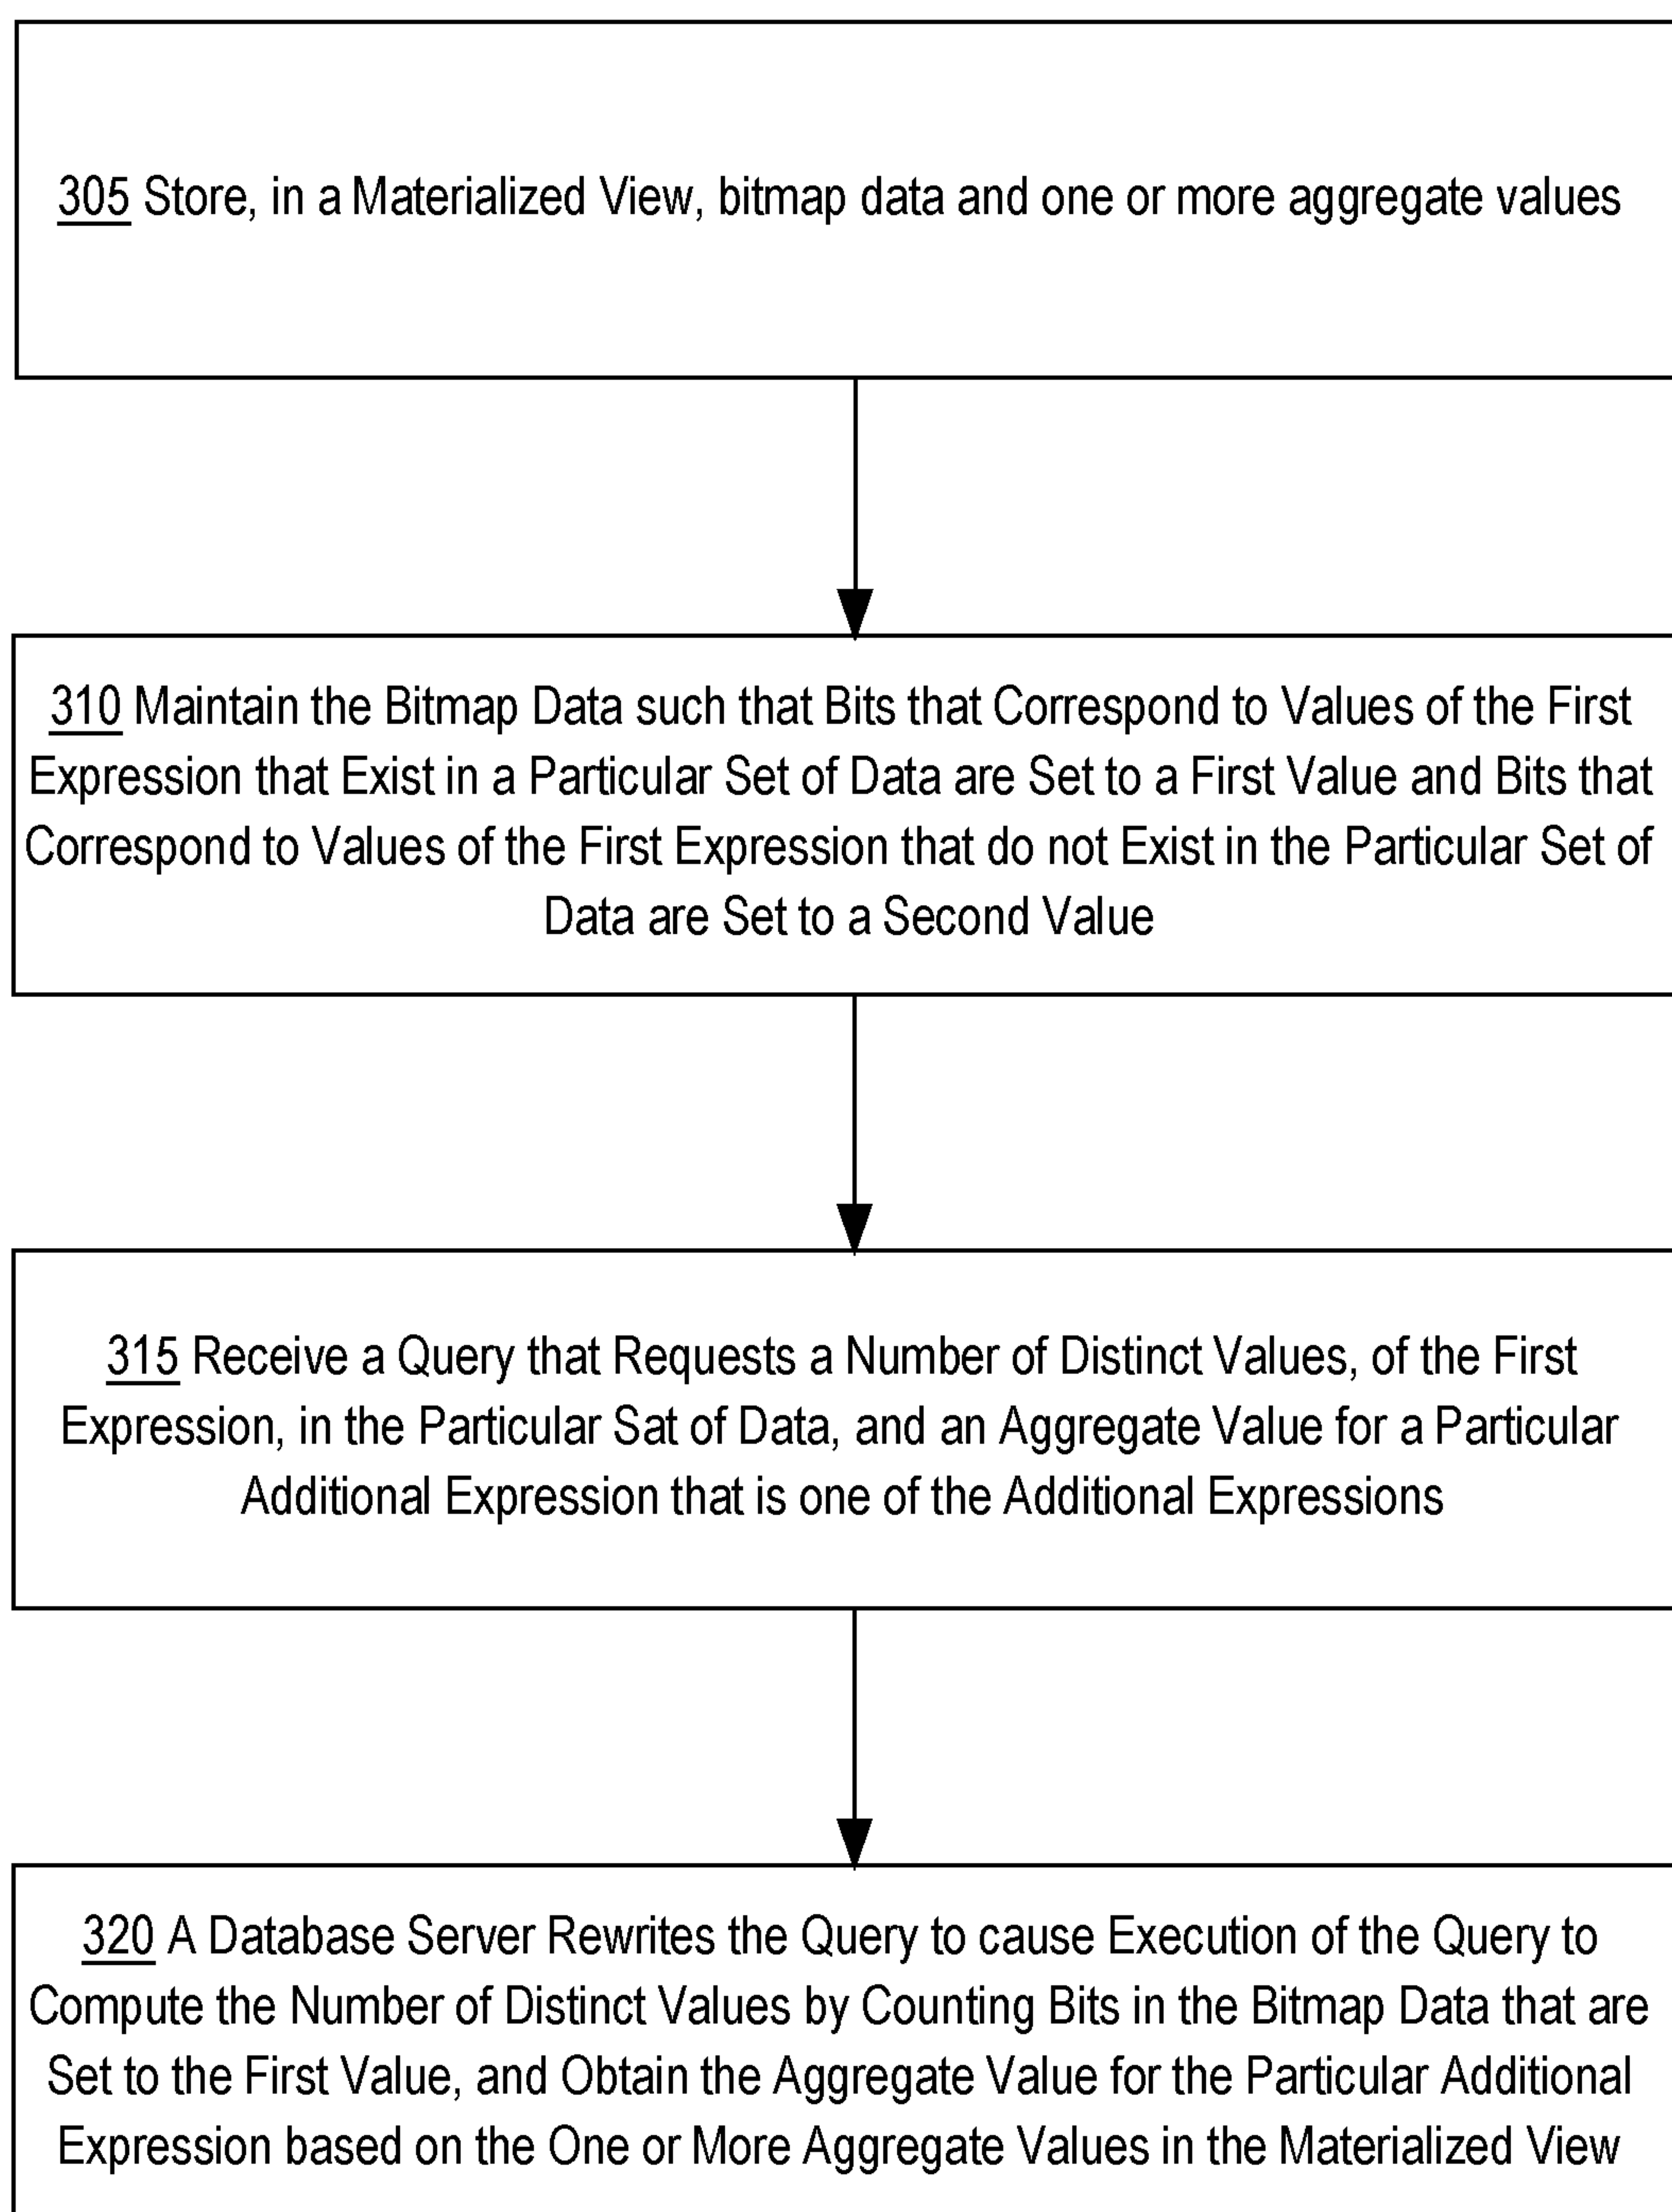 305 Store, in a Materialized View, bitmap data and one or more aggregate values
310 Maintain the Bitmap Data such that Bits that Correspond to Values of the First
Expression that Exist in a Particular Set of Data are Set to a First Value and Bits that
Correspond to Values of the First Expression that do not Exist in the Particular Set of
Data are Set to a Second Value
315 Receive a Query that Requests a Number of Distinct Values, of the First
Expression, in the Particular Sat of Data, and an Aggregate Value for a Particular
Additional Expression that is one of the Additional Expressions
320 A Database Server Rewrites the Query to cause Execution of the Query to
Compute the Number of Distinct Values by Counting Bits in the Bitmap Data that are
Set to the First Value, and Obtain the Aggregate Value for the Particular Additional
Expression based on the One or More Aggregate Values in the Materialized View